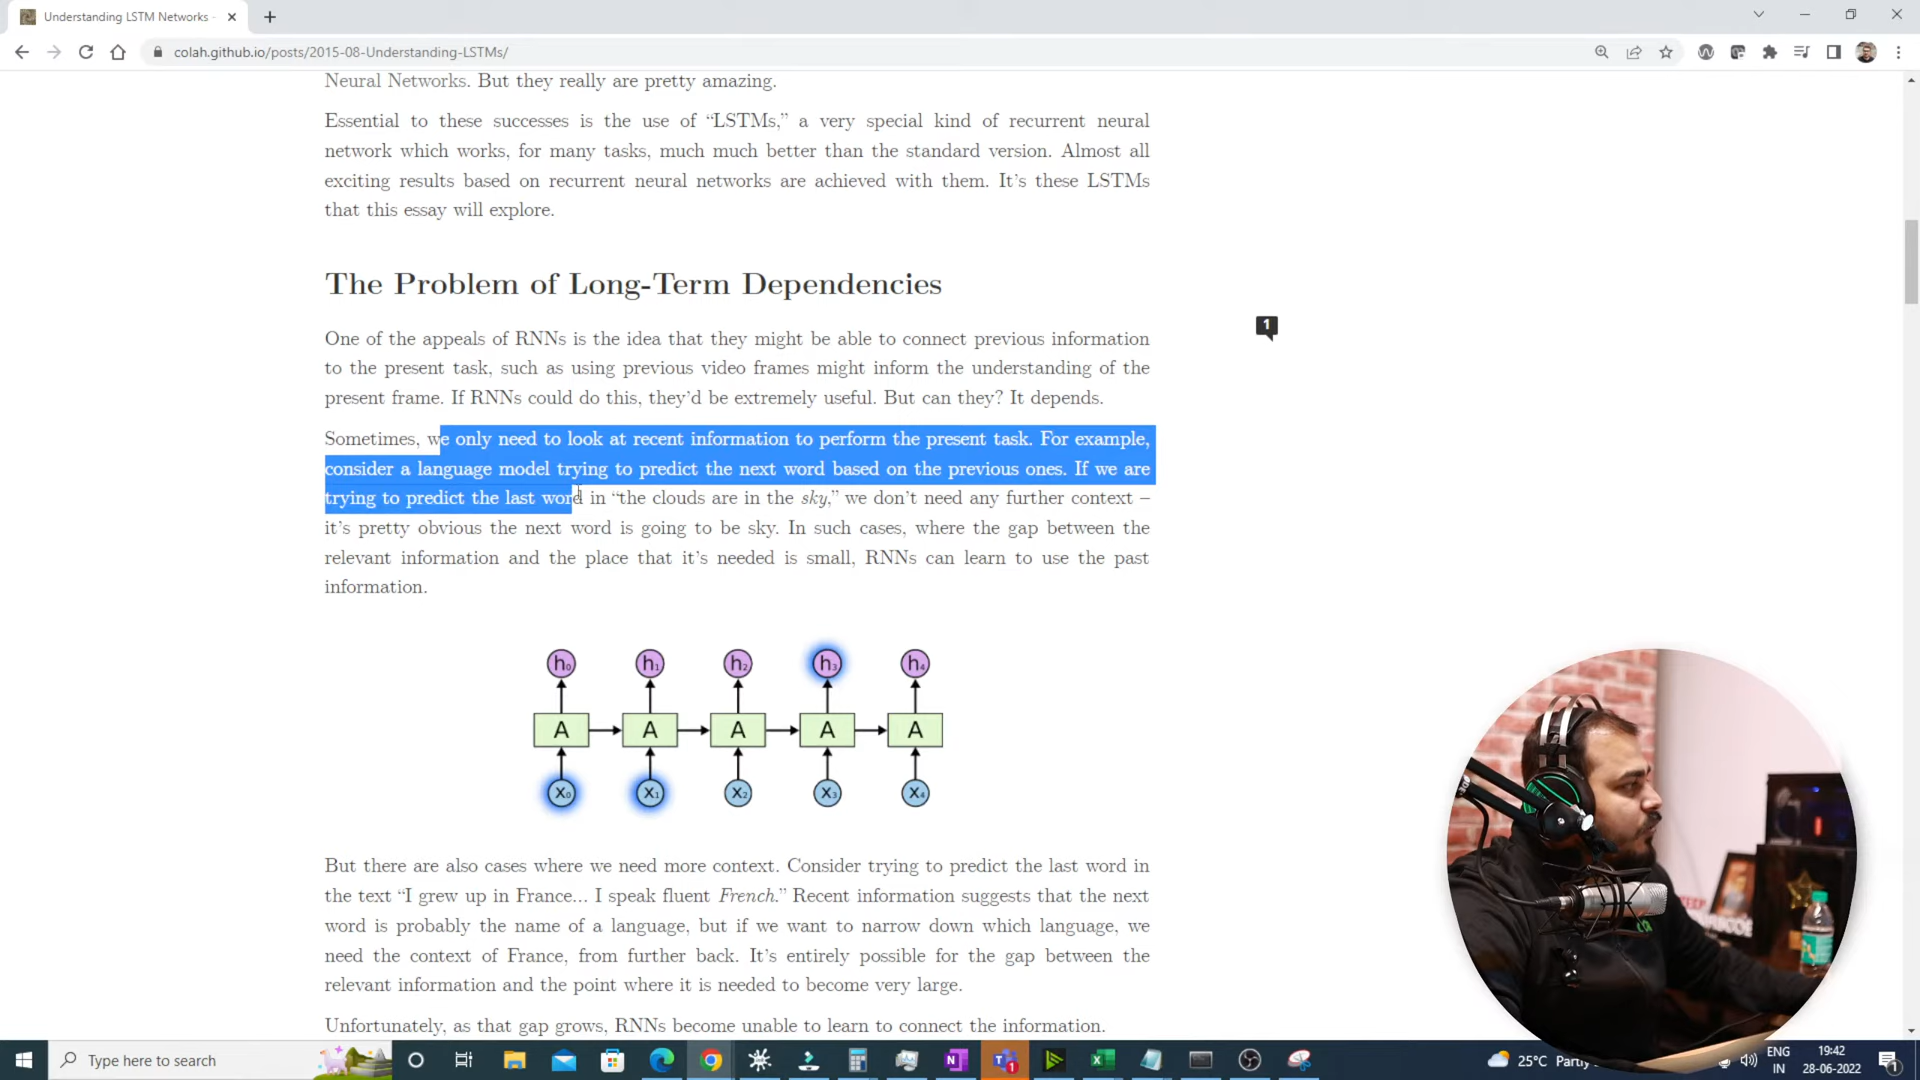 Understanding LSTM Networks -
colah.github.io/posts/2015-08-Understanding-LSTMs/
Neural Networks. But they really are pretty amazing.
Essential to these successes is the use of “LSTMs,” a very special kind of recurrent neural
network which works, for many tasks, much much better than the standard version. Almost all
exciting results based on recurrent neural networks are achieved with them. It’s these LSTMs
that this essay will explore.
The Problem of Long-Term Dependencies
One of the appeals of RNNs is the idea that they might be able to connect previous information
to the present task, such as using previous video frames might inform the understanding of the
present frame. If RNNs could do this, they’d be extremely useful. But can they? It depends.
1
Sometimes, we only need to look at recent information to perform the present task. For example,
consider a language model trying to predict the next word based on the previous ones. If we are
trying to predict the last word in “the clouds are in the sky,” we don’t need any further context –
it’s pretty obvious the next word is going to be sky. In such cases, where the gap between the
relevant information and the place that it’s needed is small, RNNs can learn to use the past
information.
h₀ h₁ h₂ h₃ h₄
A A A A A
x₀ x₁ x₂ x₃ x₄
But there are also cases where we need more context. Consider trying to predict the last word in
the text “I grew up in France... I speak fluent French.” Recent information suggests that the next
word is probably the name of a language, but if we want to narrow down which language, we
need the context of France, from further back. It’s entirely possible for the gap between the
relevant information and the point where it is needed to become very large.
Unfortunately, as that gap grows, RNNs become unable to learn to connect the information.
Type here to search
25°C
ENG
IN
19:42
28-06-2022